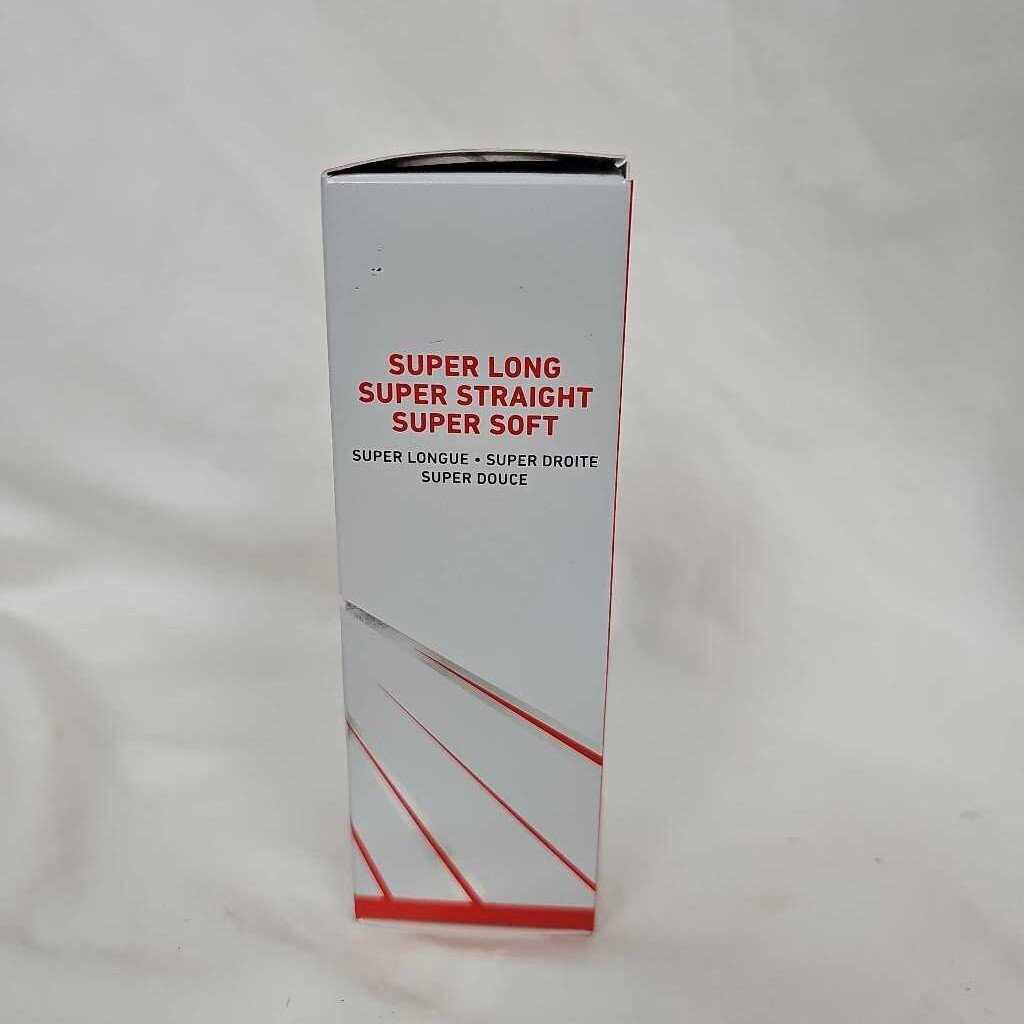 SUPER LONG
SUPER STRAIGHT
SUPER SOFT
SUPER LONGUE • SUPER DROITE
SUPER DOUCE